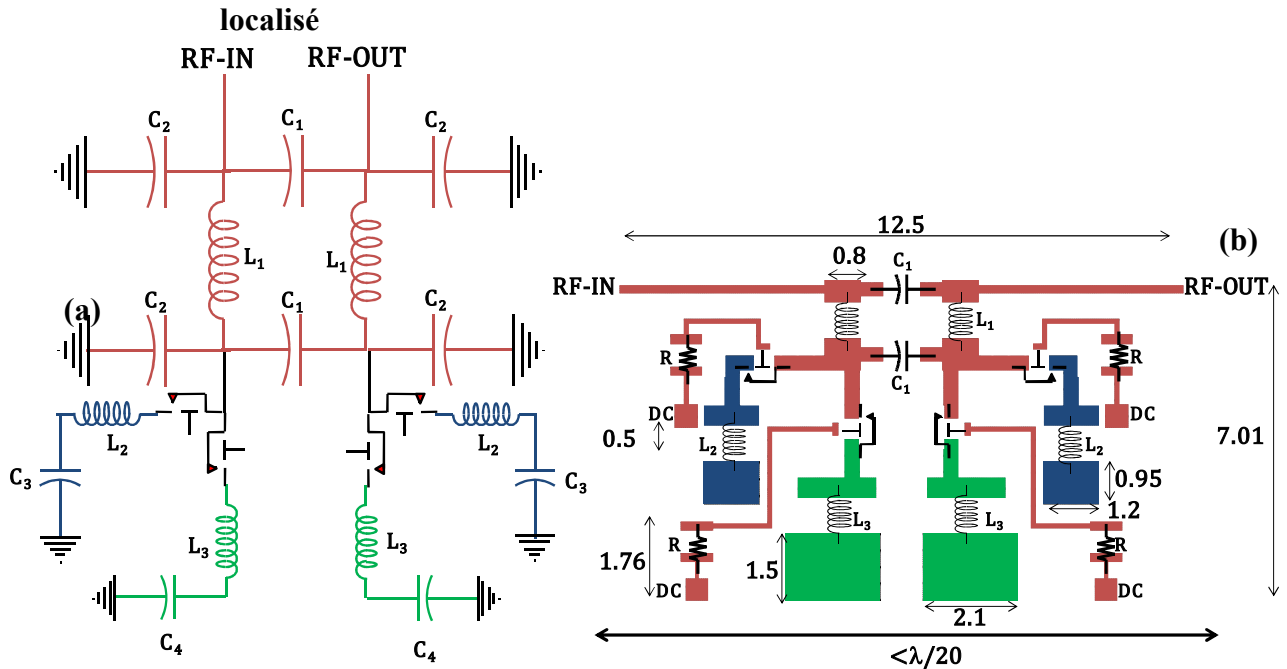 localisé
RF-IN RF-OUT
C₂ C₁ C₂
L₁ L₁
(a)
C₂ C₁ C₂
L₂ L₂
C₃ C₃
L₃ L₃
C₄ C₄
(b)
12.5
0.8 C₁
RF-IN RF-OUT
L₁
R C₁ R
DC DC
0.5 L₂ L₂ 7.01
0.95
1.2
L₃ L₃
1.76 R R
1.5
DC DC
2.1
<λ/20